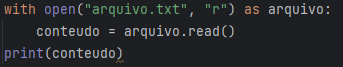 with open("arquivo.txt", "r") as arquivo:
    conteudo = arquivo.read()
print(conteudo)